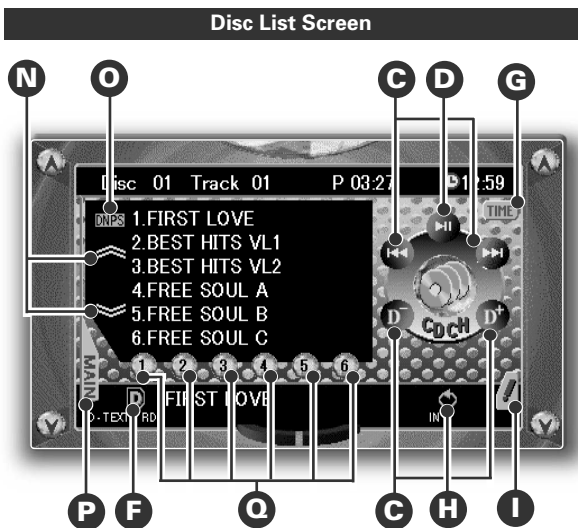 Disc List Screen
N O C D G
Disc 01 Track 01 P 03:27 12:59
TIME
DNPS 1.FIRST LOVE
2.BEST HITS VL1
3.BEST HITS VL2
4.FREE SOUL A
5.FREE SOUL B
6.FREE SOUL C
D- D+
CDCH
1 2 3 4 5 6
MAIN
D FIRST LOVE
RD
IN
P F Q C H I